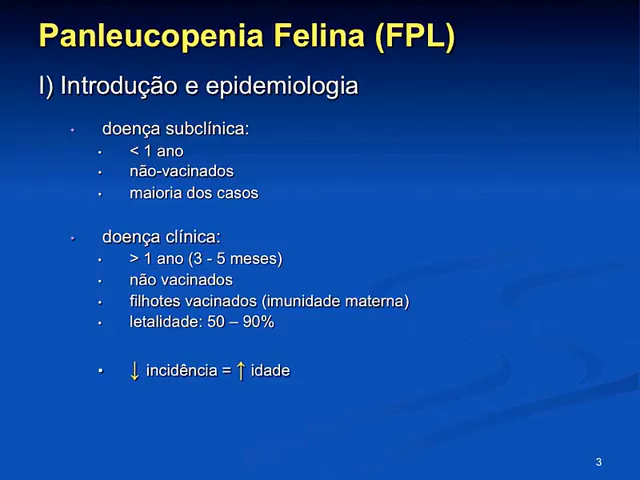 Panleucopenia Felina (FPL)
I) Introdução e epidemiologia
• doença subclínica:
• < 1 ano
• não-vacinados
• maioria dos casos
• doença clínica:
• > 1 ano (3 - 5 meses)
• não vacinados
• filhotes vacinados (imunidade materna)
• letalidade: 50 – 90%
• ↓ incidência = ↑ idade
3